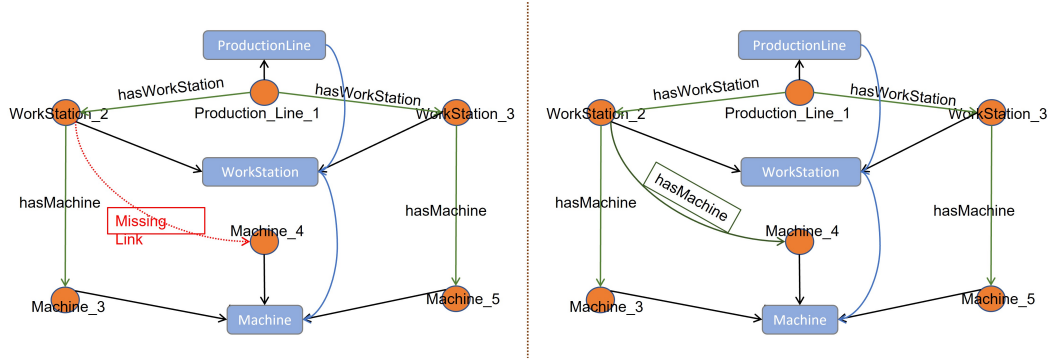 ProductionLine
hasWorkStation
hasWorkStation
WorkStation_2
Production_Line_1
WorkStation_3
WorkStation
hasMachine
hasMachine
Missing
Link
Machine_4
Machine_3
Machine_5
Machine
ProductionLine
hasWorkStation
hasWorkStation
WorkStation_2
Production_Line_1
WorkStation_3
WorkStation
hasMachine
hasMachine
hasMachine
Machine_4
Machine_3
Machine_5
Machine